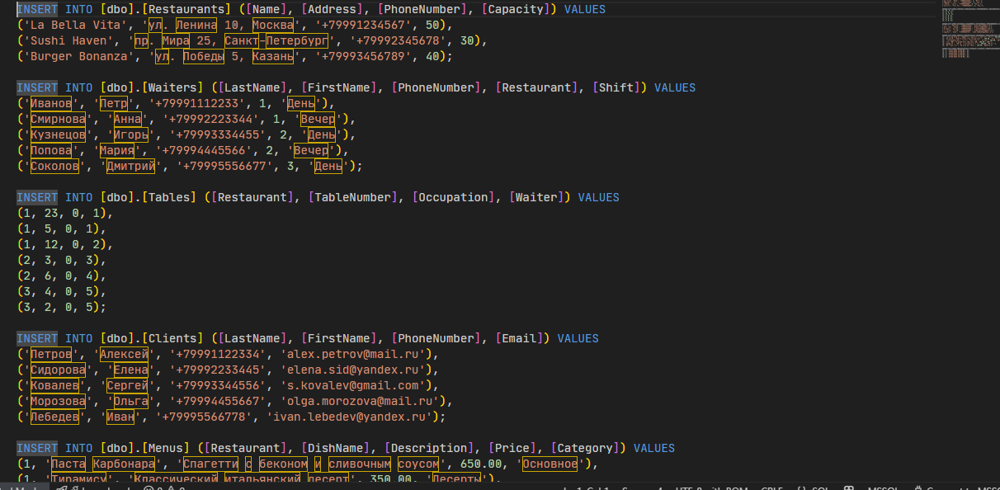 INSERT INTO [dbo].[Restaurants] ([Name], [Address], [PhoneNumber], [Capacity]) VALUES
('La Bella Vita', 'ул. Ленина 10, Москва', '+79991234567', 50),
('Sushi Haven', 'пр. Мира 25, Санкт-Петербург', '+79992345678', 30),
('Burger Bonanza', 'ул. Победы 5, Казань', '+79993456789', 40);
INSERT INTO [dbo].[Waiters] ([LastName], [FirstName], [PhoneNumber], [Restaurant], [Shift]) VALUES
('Иванов', 'Петр', '+79991112233', 1, 'День'),
('Смирнова', 'Анна', '+79992223344', 1, 'Вечер'),
('Кузнецов', 'Игорь', '+79993334455', 2, 'День'),
('Попова', 'Мария', '+79994445566', 2, 'Вечер'),
('Соколов', 'Дмитрий', '+79995556677', 3, 'День');
INSERT INTO [dbo].[Tables] ([Restaurant], [TableNumber], [Occupation], [Waiter]) VALUES
(1, 23, 0, 1),
(1, 5, 0, 1),
(1, 12, 0, 2),
(2, 3, 0, 3),
(2, 6, 0, 4),
(3, 4, 0, 5),
(3, 2, 0, 5);
INSERT INTO [dbo].[Clients] ([LastName], [FirstName], [PhoneNumber], [Email]) VALUES
('Петров', 'Алексей', '+79991122334', 'alex.petrov@mail.ru'),
('Сидорова', 'Елена', '+79992233445', 'elena.sid@yandex.ru'),
('Ковалев', 'Сергей', '+79993344556', 's.kovalev@gmail.com'),
('Морозова', 'Ольга', '+79994455667', 'olga.morozova@mail.ru'),
('Лебедев', 'Иван', '+79995566778', 'ivan.lebedev@yandex.ru');
INSERT INTO [dbo].[Menus] ([Restaurant], [DishName], [Description], [Price], [Category]) VALUES
(1, 'Паста Карбонара', 'Спагетти с беконом и сливочным соусом', 650.00, 'Основное'),
(1, 'Тирамису', 'Классический итальянский десерт', 350.00, 'Десерты'),